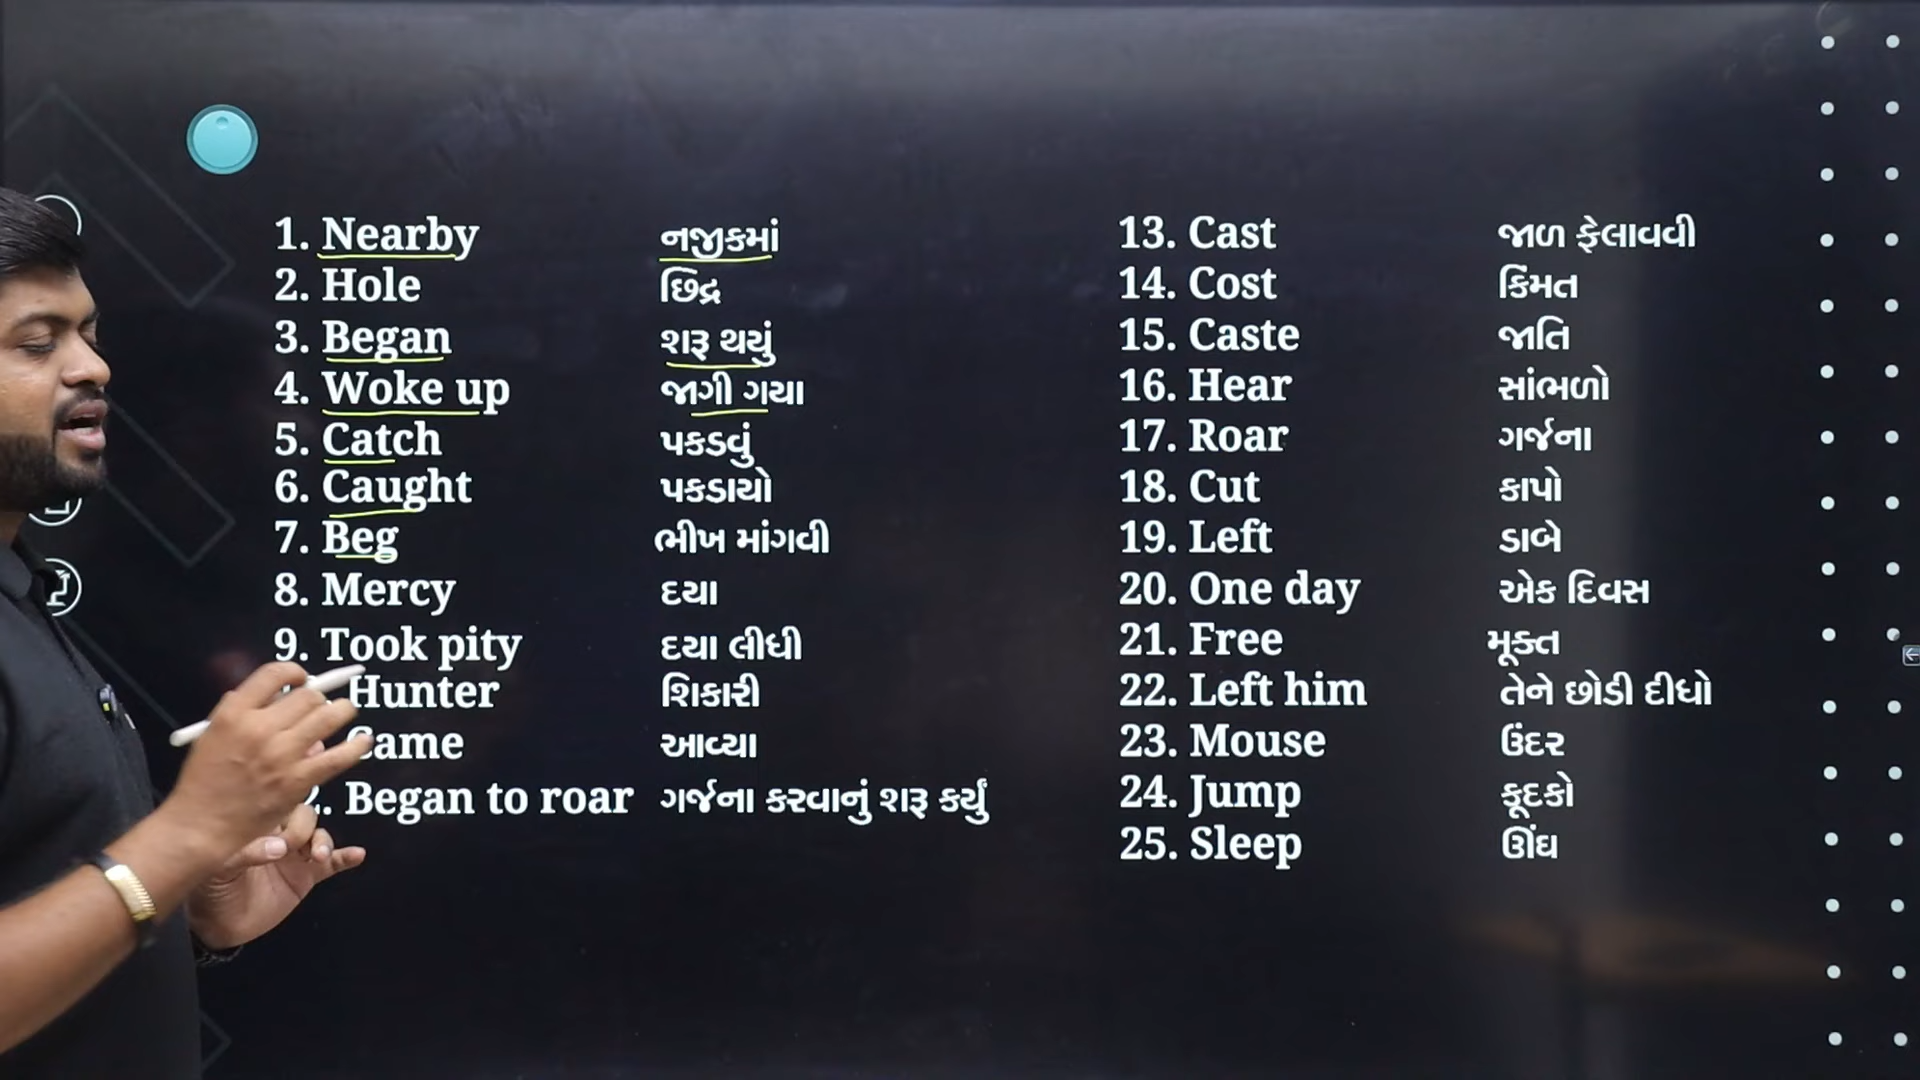 1. Nearby નજીકમાં
2. Hole છિદ્ર
3. Began શરૂ થયું
4. Woke up જાગી ગયા
5. Catch પકડવું
6. Caught પકડાયો
7. Beg ભીખ માંગવી
8. Mercy દયા
9. Took pity દયા લીધી
Hunter શિકારી
Came આવ્યા
2. Began to roar ગર્જના કરવાનું શરૂ કર્યું
13. Cast જાળ ફેલાવવી
14. Cost કિંમત
15. Caste જાતિ
16. Hear સાંભળો
17. Roar ગર્જના
18. Cut કાપો
19. Left ડાબે
20. One day એક દિવસ
21. Free મૂક્ત
22. Left him તેને છોડી દીધો
23. Mouse ઉંદર
24. Jump કૂદકો
25. Sleep ઊંઘ